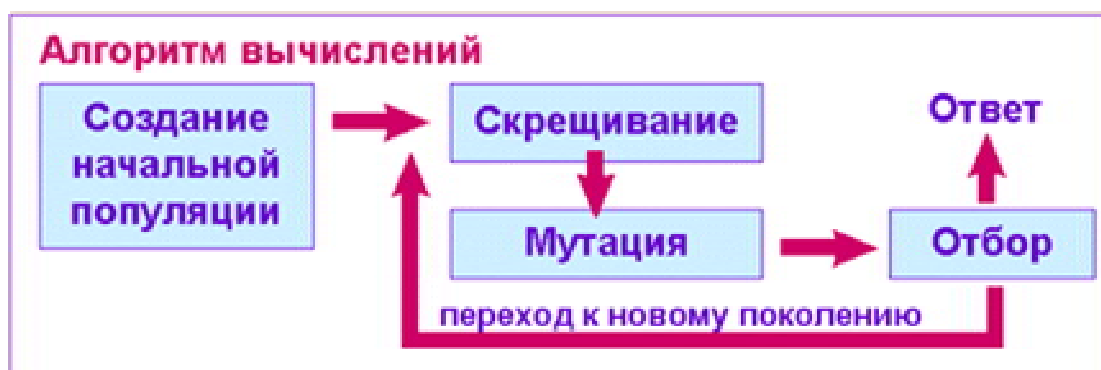 Алгоритм вычислений
Создание
начальной
популяции
Скрещивание
Мутация
Ответ
Отбор
переход к новому поколению